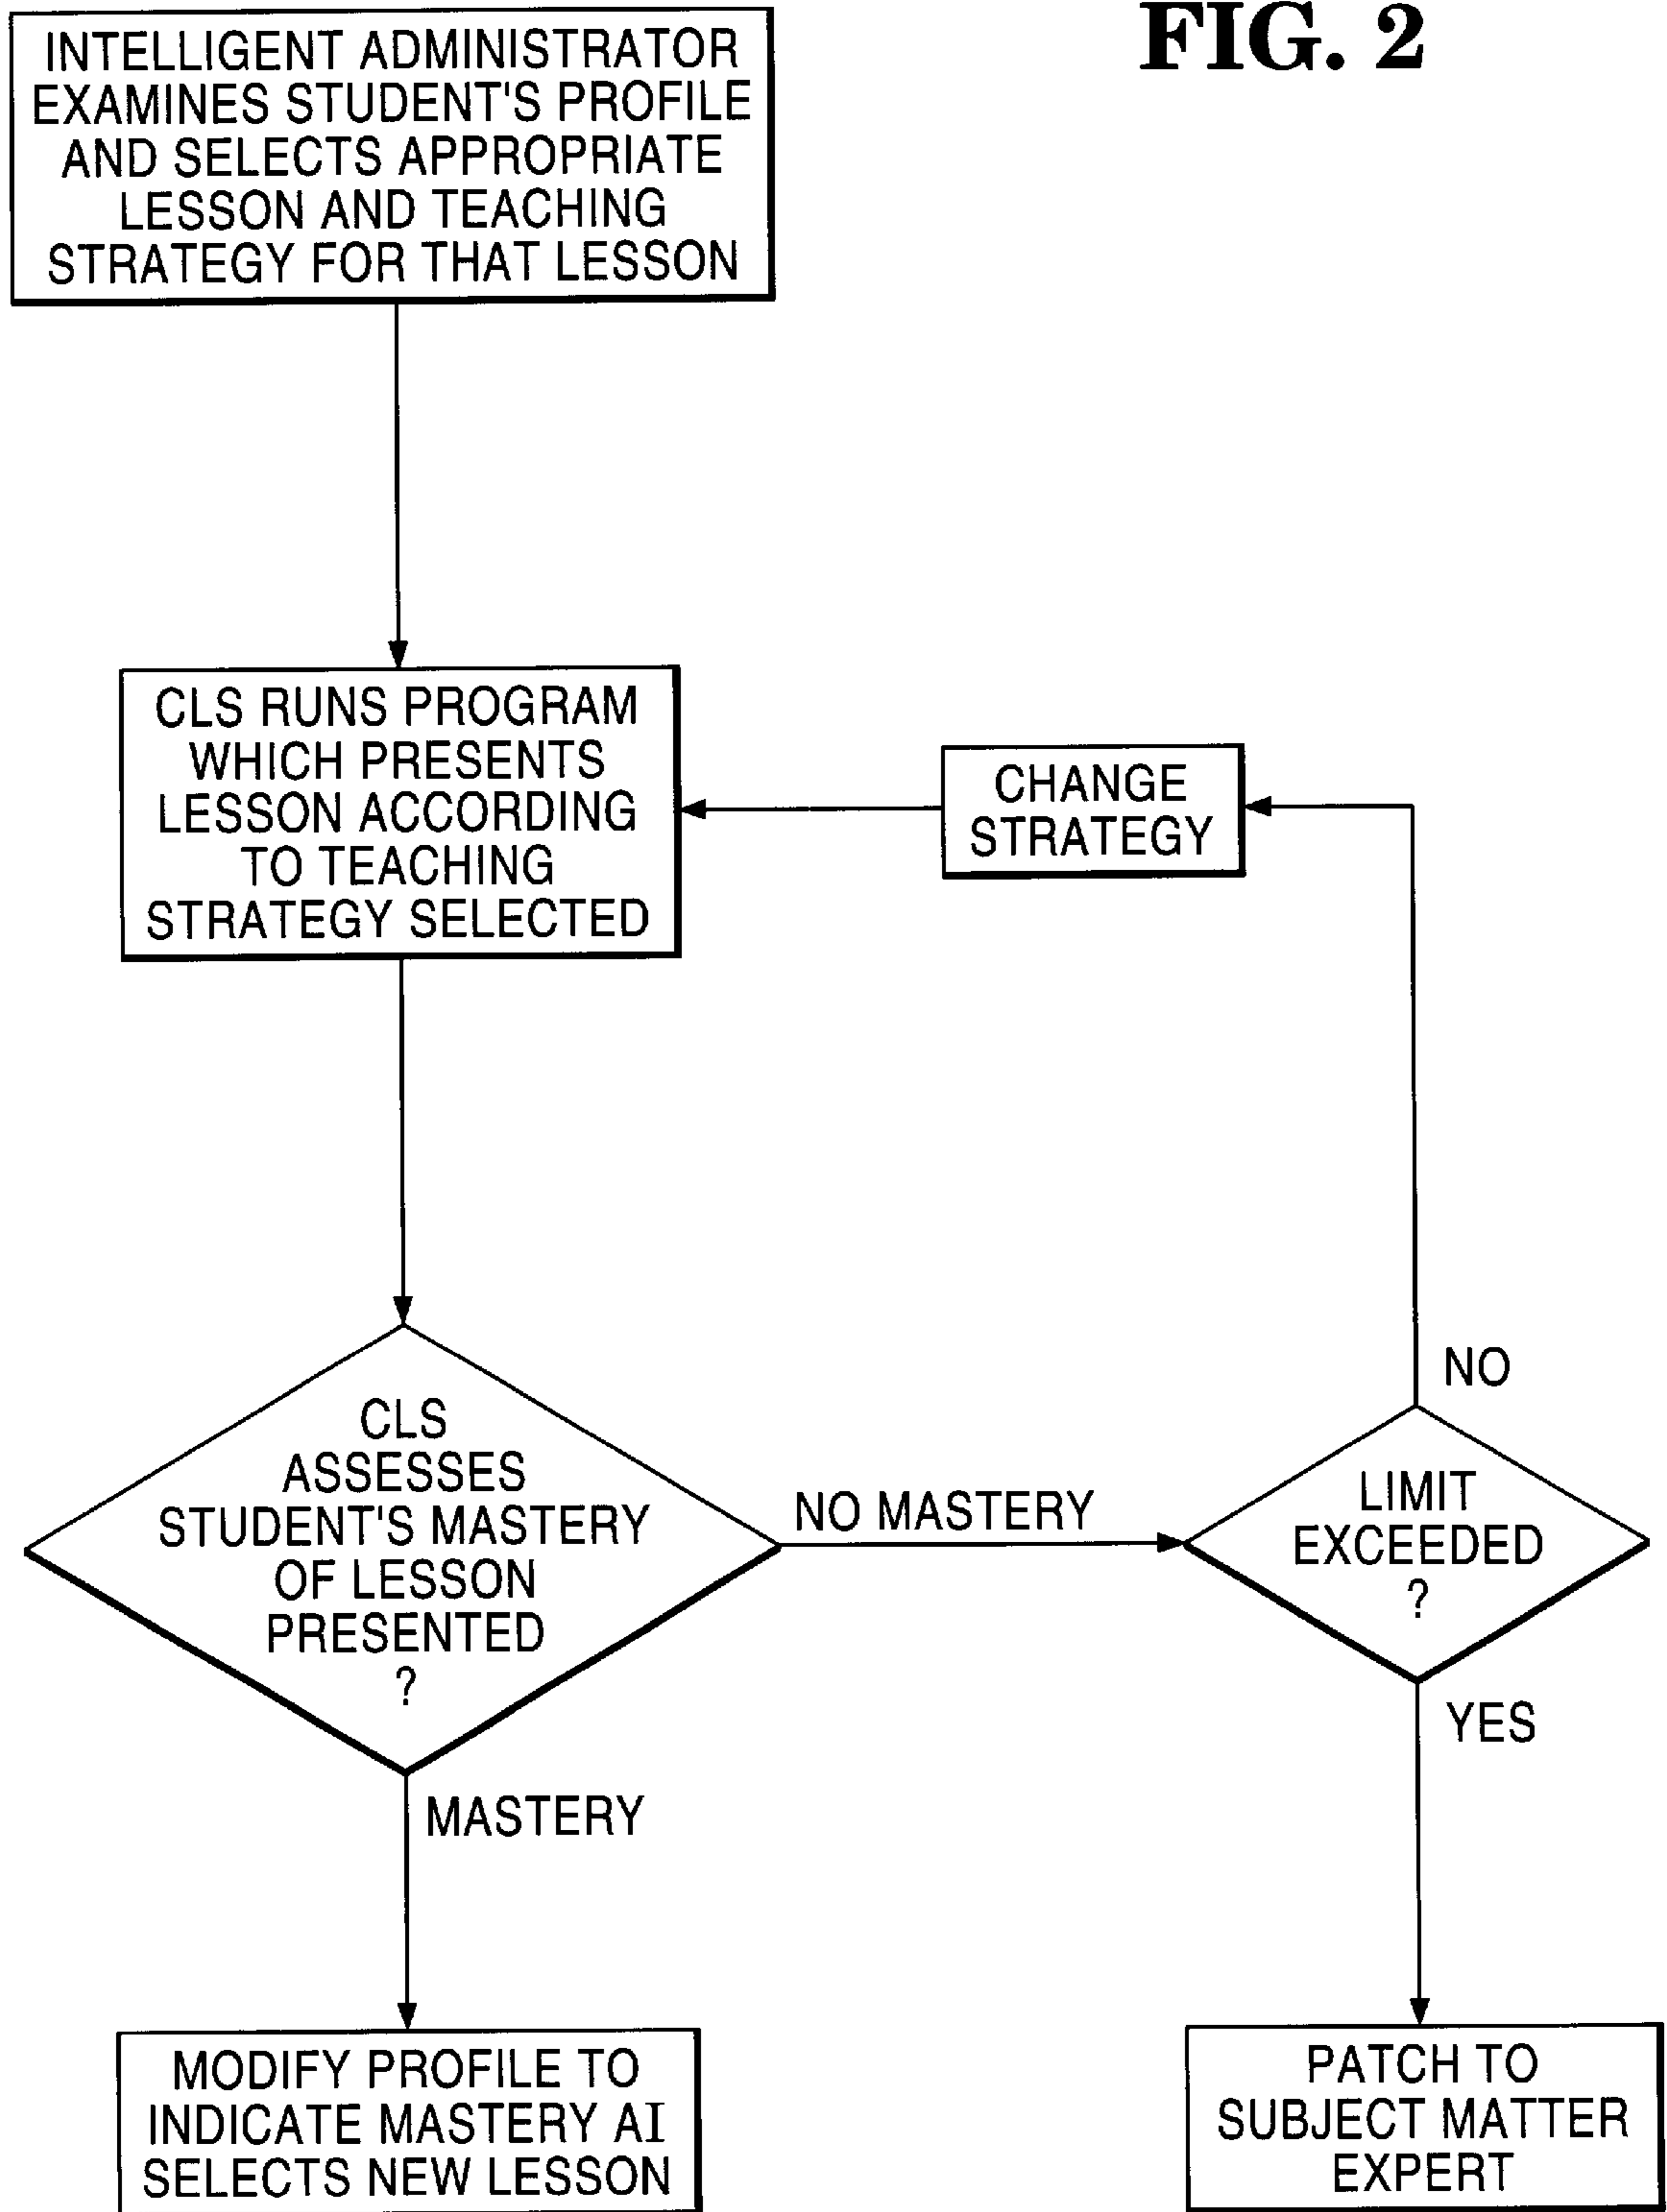 FIG. 2
INTELLIGENT ADMINISTRATOR
EXAMINES STUDENT'S PROFILE
AND SELECTS APPROPRIATE
LESSON AND TEACHING
STRATEGY FOR THAT LESSON
CLS RUNS PROGRAM
WHICH PRESENTS
LESSON ACCORDING
TO TEACHING
STRATEGY SELECTED
CHANGE
STRATEGY
CLS
ASSESSES
STUDENT'S MASTERY
OF LESSON
PRESENTED
?
NO MASTERY
LIMIT
EXCEEDED
?
NO
YES
MASTERY
MODIFY PROFILE TO
INDICATE MASTERY AI
SELECTS NEW LESSON
PATCH TO
SUBJECT MATTER
EXPERT